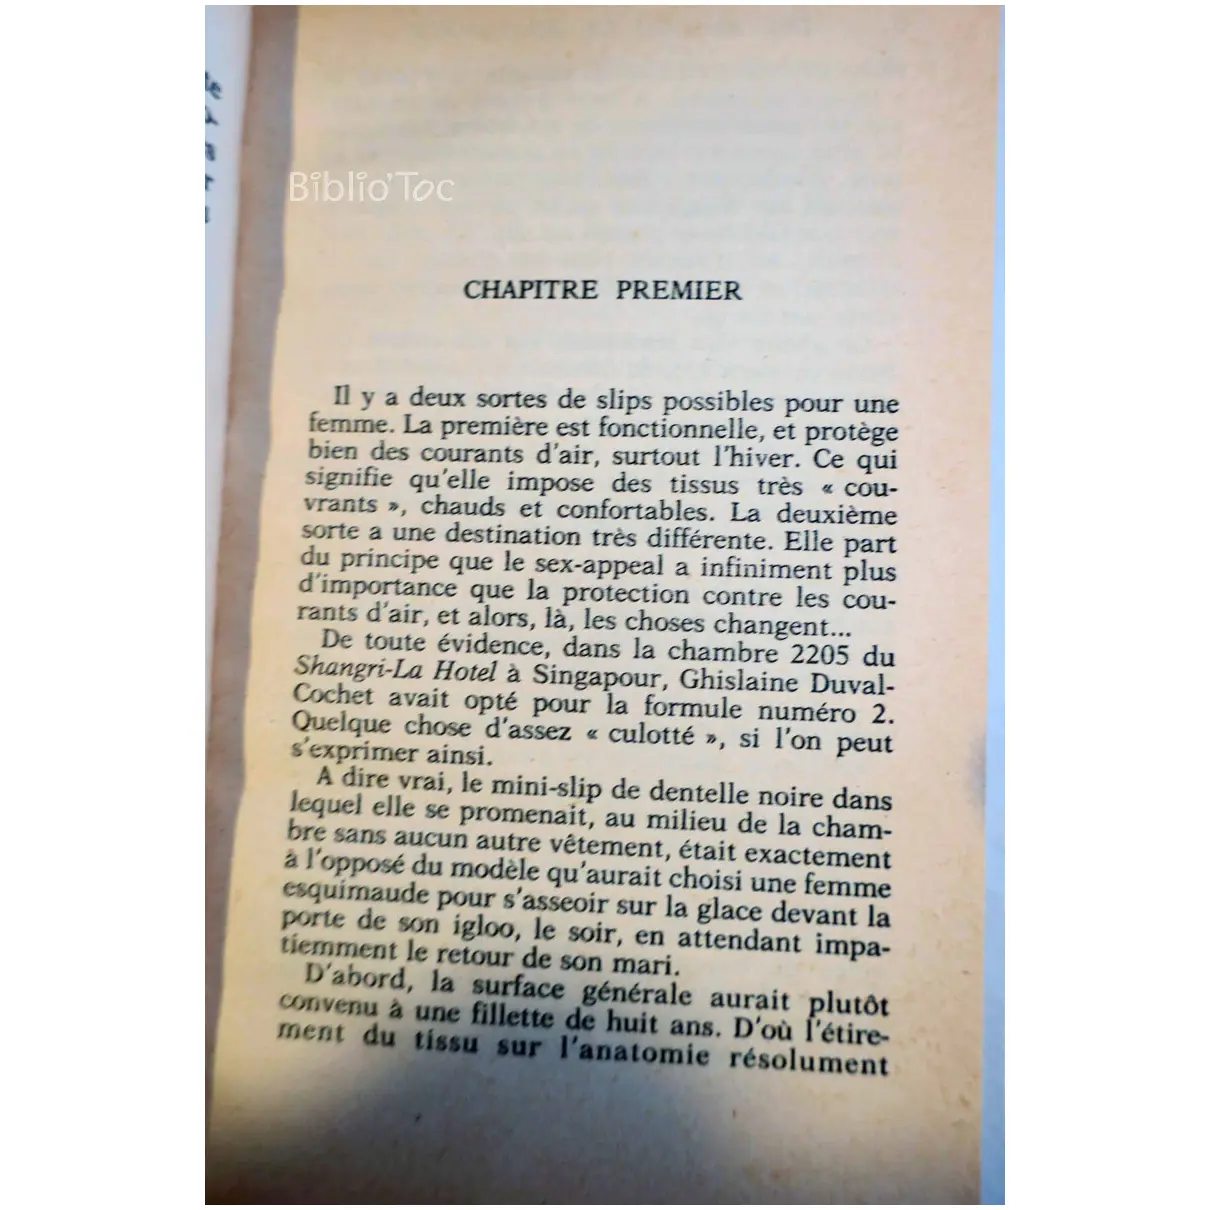 Biblio'Toc
CHAPITRE PREMIER
Il y a deux sortes de slips possibles pour une
femme. La première est fonctionnelle, et protège
bien des courants d'air, surtout l'hiver. Ce qui
signifie qu'elle impose des tissus très « cou-
vrants », chauds et confortables. La deuxième
sorte a une destination très différente. Elle part
du principe que le sex-appeal a infiniment plus
d'importance que la protection contre les cou-
rants d'air, et alors, là, les choses changent...
De toute évidence, dans la chambre 2205 du
Shangri-La Hotel à Singapour, Ghislaine Duval-
Cochet avait opté pour la formule numéro 2.
Quelque chose d'assez « culotté », si l'on peut
s'exprimer ainsi.
A dire vrai, le mini-slip de dentelle noire dans
lequel elle se promenait, au milieu de la cham-
bre sans aucun autre vêtement, était exactement
à l'opposé du modèle qu'aurait choisi une femme
esquimaude pour s'asseoir sur la glace devant la
porte de son igloo, le soir, en attendant impa-
tiemment le retour de son mari.
D'abord, la surface générale aurait plutôt
convenu à une fillette de huit ans. D'où l'étire-
ment du tissu sur l'anatomie résolument